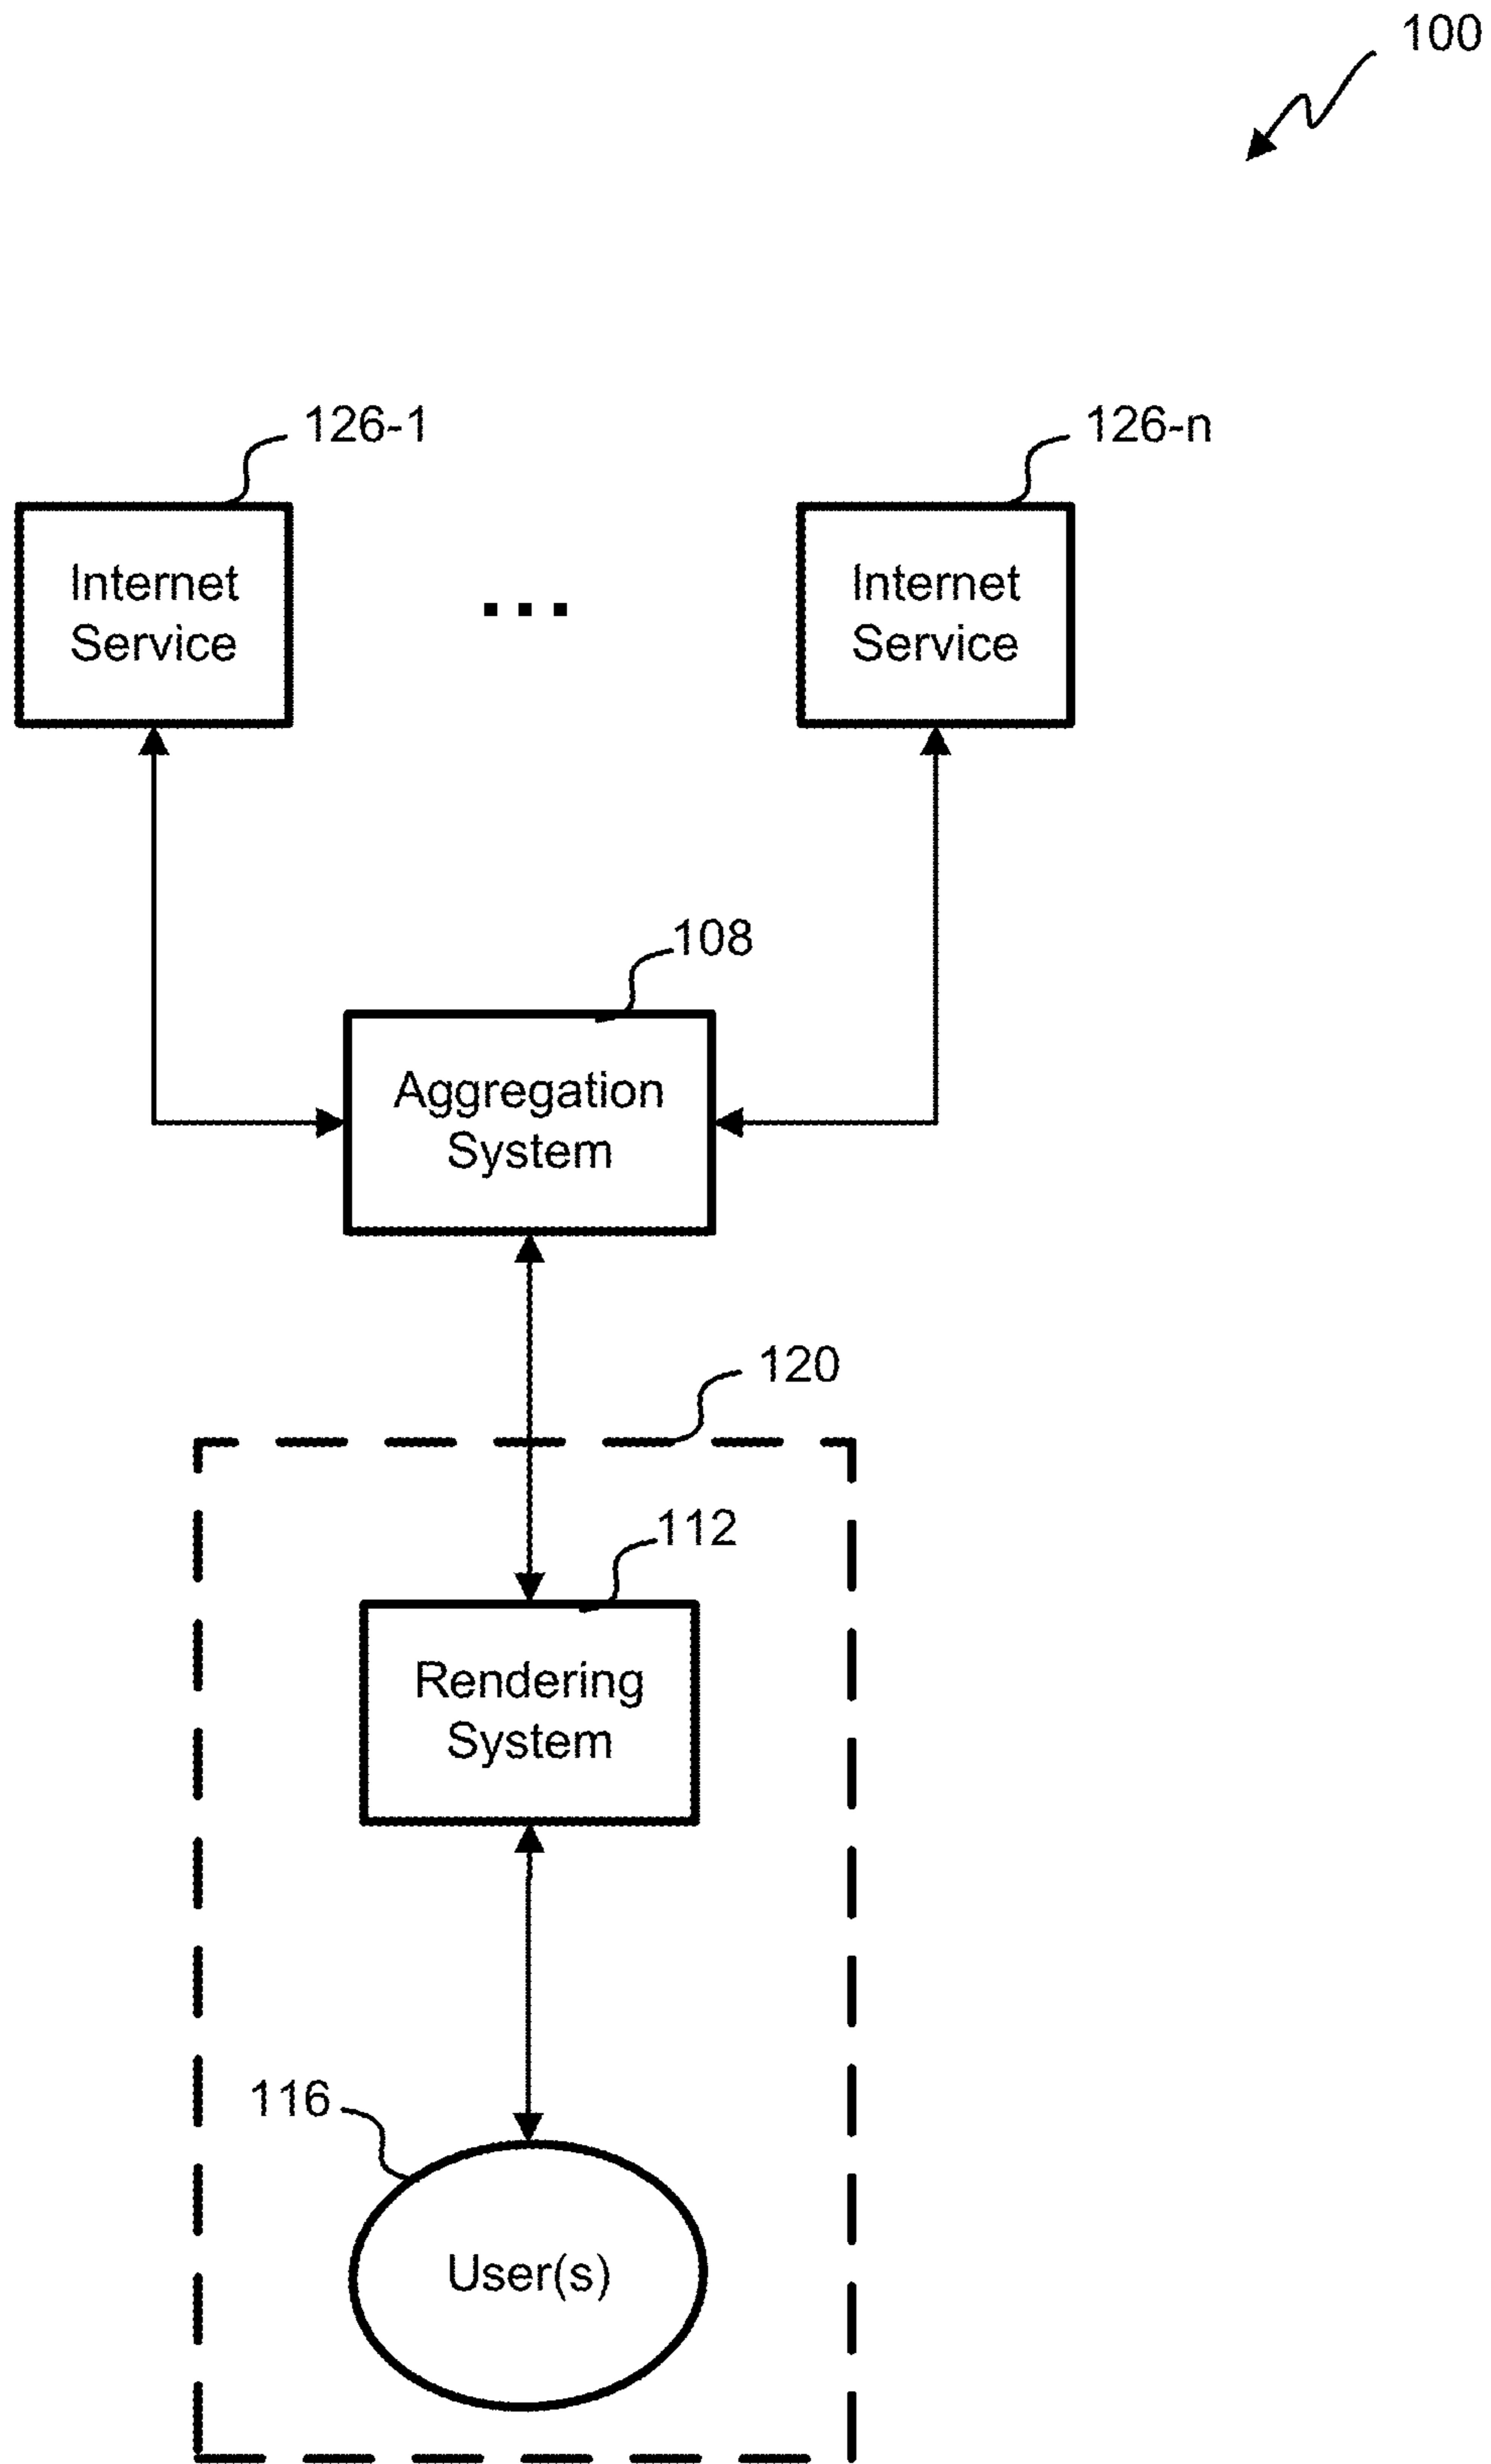 100
126-1
126-n
Internet
Service
...
Internet
Service
108
Aggregation
System
120
112
Rendering
System
116
User(s)